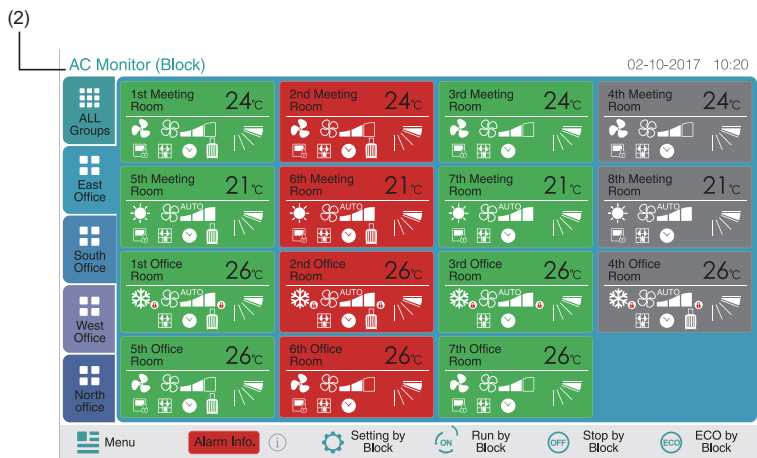 (2)
AC Monitor (Block)
02-10-2017 10:20
ALL
Groups
East
Office
South
Office
West
Office
North
office
1st Meeting
Room
24℃
2nd Meeting
Room
24℃
3rd Meeting
Room
24℃
4th Meeting
Room
24℃
5th Meeting
Room
21℃
AUTO
6th Meeting
Room
21℃
AUTO
7th Meeting
Room
21℃
AUTO
8th Meeting
Room
21℃
AUTO
1st Office
Room
26℃
AUTO
2nd Office
Room
26℃
AUTO
3rd Office
Room
26℃
AUTO
4th Office
Room
26℃
AUTO
5th Office
Room
26℃
6th Office
Room
26℃
7th Office
Room
26℃
Menu
Alarm Info.
i
Setting by
Block
ON
Run by
Block
OFF
Stop by
Block
ECO
ECO by
Block